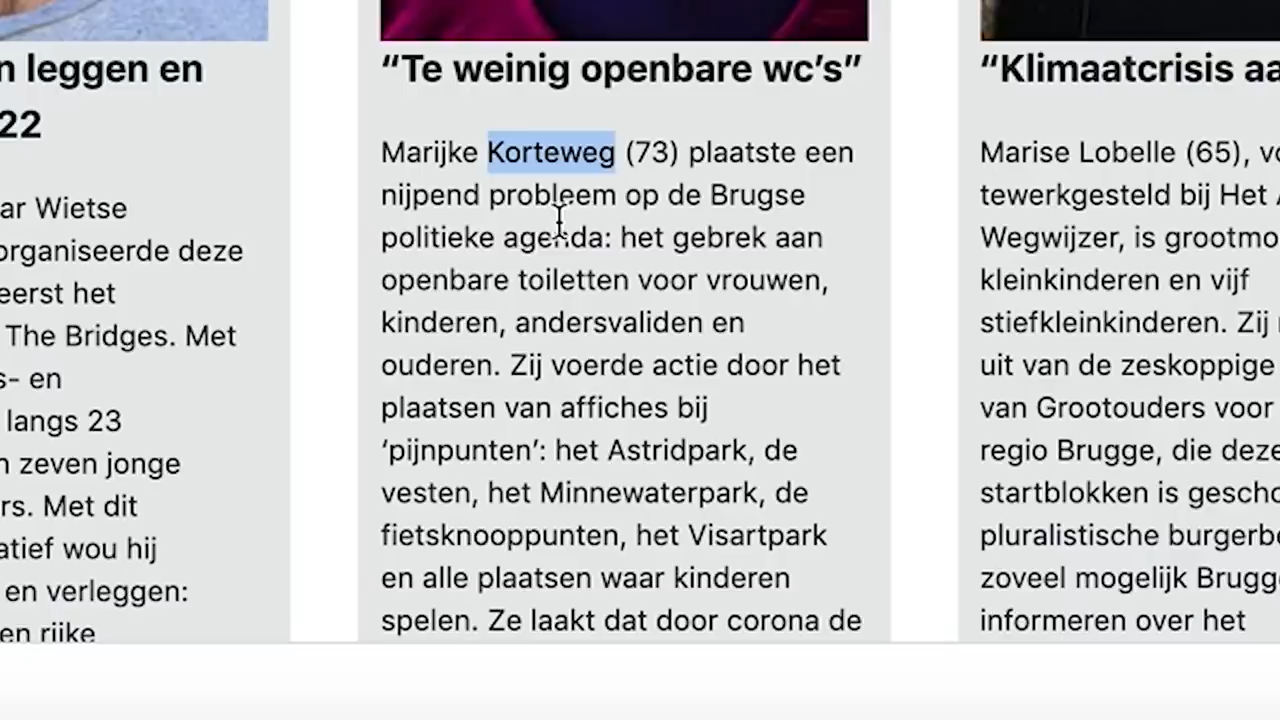 n leggen en
22
ar Wietse
organiseerde deze
eerst het
The Bridges. Met
s- en
langs 23
n zeven jonge
rs. Met dit
atief wou hij
en verleggen:
en rijke
“Te weinig openbare wc’s”
Marijke Korteweg (73) plaatste een
nijpend probleem op de Brugse
politieke agenda: het gebrek aan
openbare toiletten voor vrouwen,
kinderen, andersvaliden en
ouderen. Zij voerde actie door het
plaatsen van affiches bij
‘pijnpunten’: het Astridpark, de
vesten, het Minnewaterpark, de
fietsknooppunten, het Visartpark
en alle plaatsen waar kinderen
spelen. Ze laakt dat door corona de
“Klimaatcrisis aa
Marise Lobelle (65), vo
tewerkgesteld bij Het A
Wegwijzer, is grootmo
kleinkinderen en vijf
stiefkleinkinderen. Zij
uit van de zeskoppige
van Grootouders voor
regio Brugge, die deze
startblokken is gescho
pluralistische burgerbe
zoveel mogelijk Brugge
informeren over het